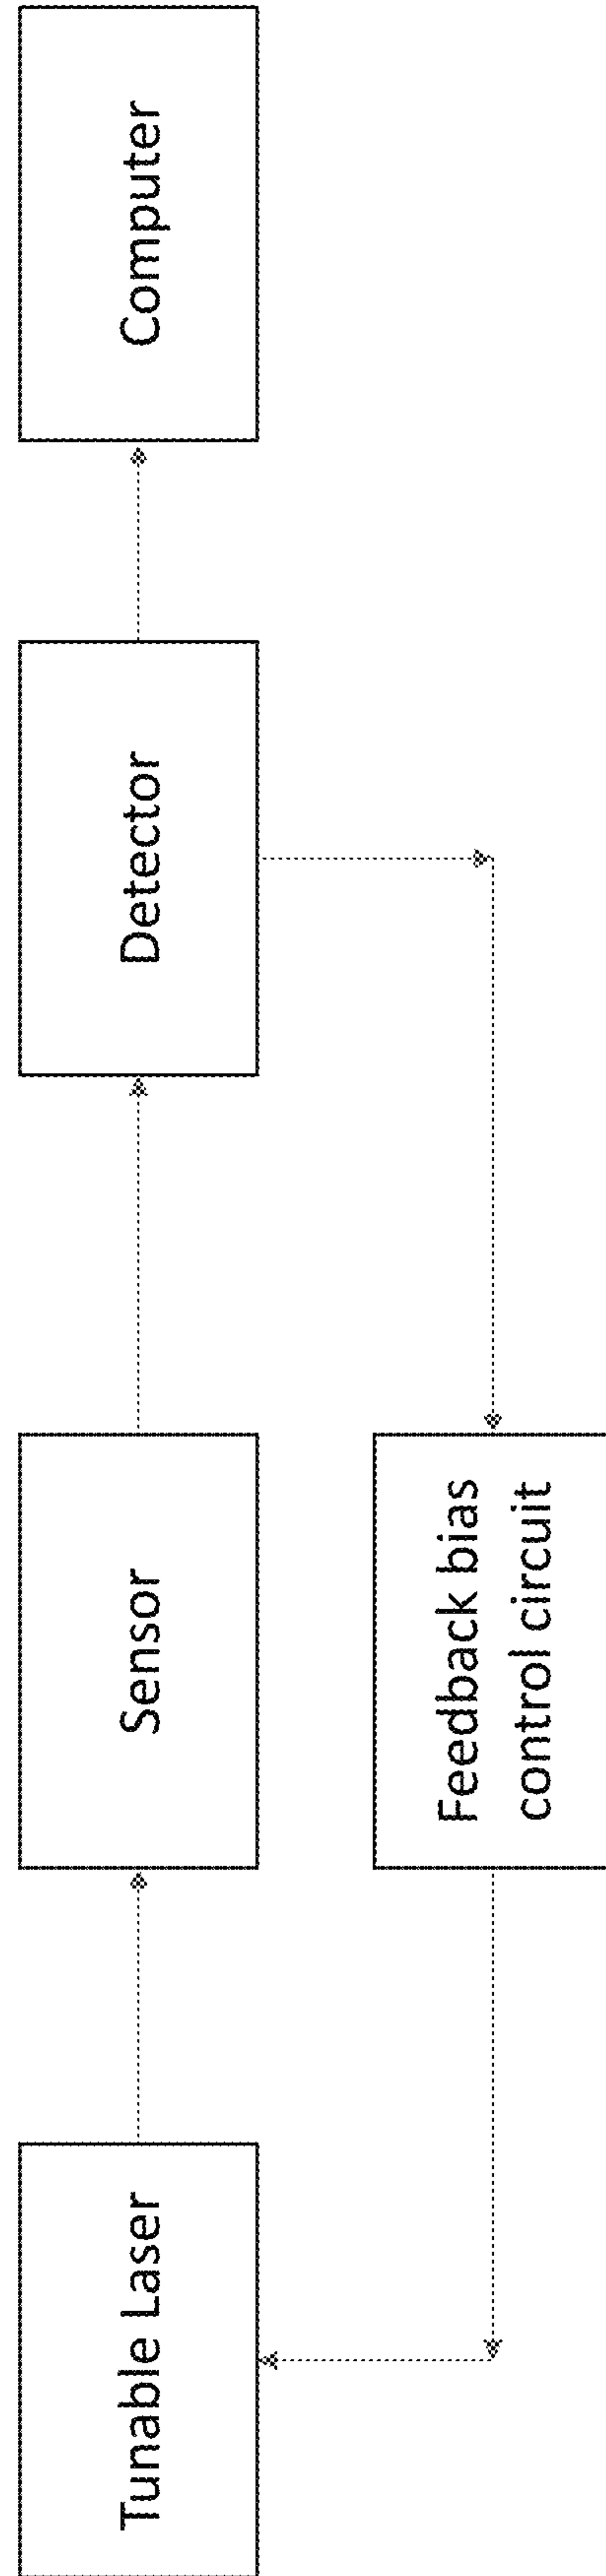 Tunable Laser
Sensor
Detector
Computer
Feedback bias
control circuit